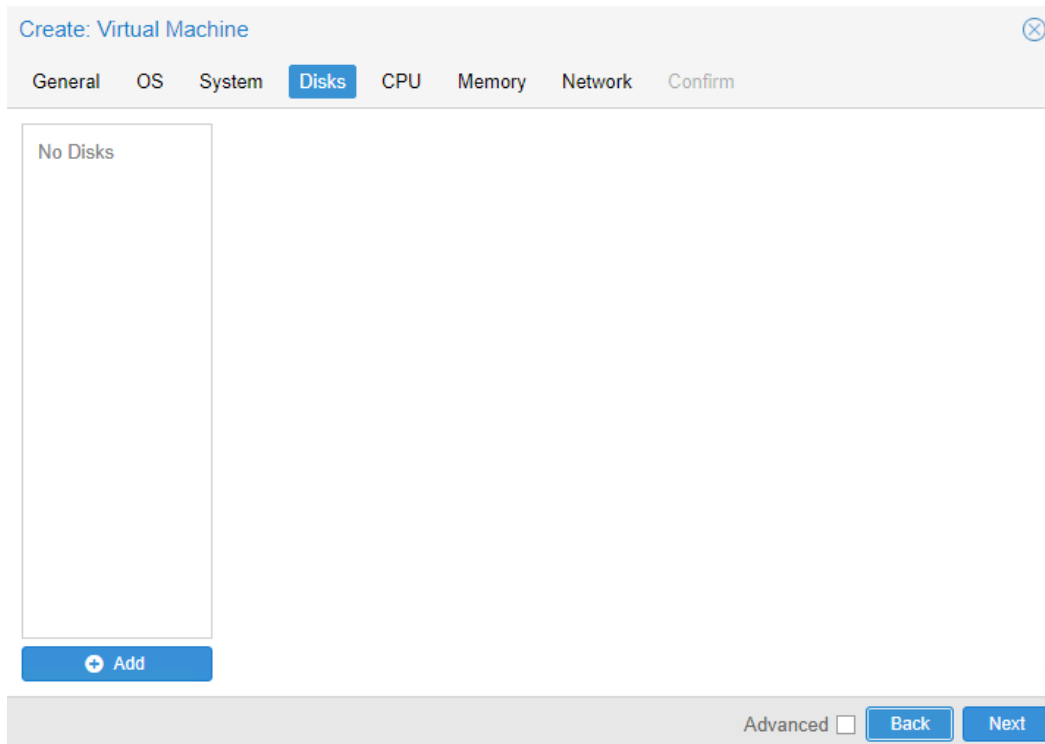 Create: Virtual Machine
General OS System Disks CPU Memory Network Confirm
No Disks
Add
Advanced Back Next